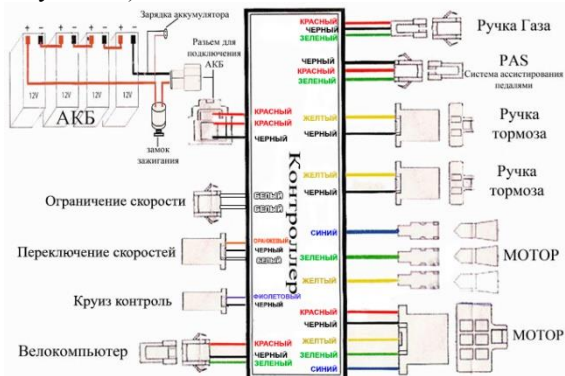 Зарядка аккумулятора
Разьем для
подключения
АКБ
12V
12V
12V
12V
АКБ
замок
зажигания
КРАСНЫЙ
КРАСНЫЙ
ЧЕРНЫЙ
Ограничение скорости
БЕЛЫЙ
БЕЛЫЙ
Переключение скоростей
ОРАНЖЕВЫЙ
ЧЕРНЫЙ
БЕЛЫЙ
Круиз контроль
ФИОЛЕТОВЫЙ
ЧЕРНЫЙ
Велокомпьютер
КРАСНЫЙ
ЧЕРНЫЙ
ЗЕЛЕНЫЙ
Контроллер
КРАСНЫЙ
ЧЕРНЫЙ
ЗЕЛЕНЫЙ
Ручка Газа
ЧЕРНЫЙ
КРАСНЫЙ
ЗЕЛЕНЫЙ
PAS
Система ассистирования
педалями
ЖЕЛТЫЙ
ЧЕРНЫЙ
Ручка
тормоза
ЖЕЛТЫЙ
ЧЕРНЫЙ
Ручка
тормоза
СИНИЙ
ЗЕЛЕНЫЙ
ЖЕЛТЫЙ
МОТОР
КРАСНЫЙ
ЧЕРНЫЙ
ЖЕЛТЫЙ
ЗЕЛЕНЫЙ
СИНИЙ
МОТОР